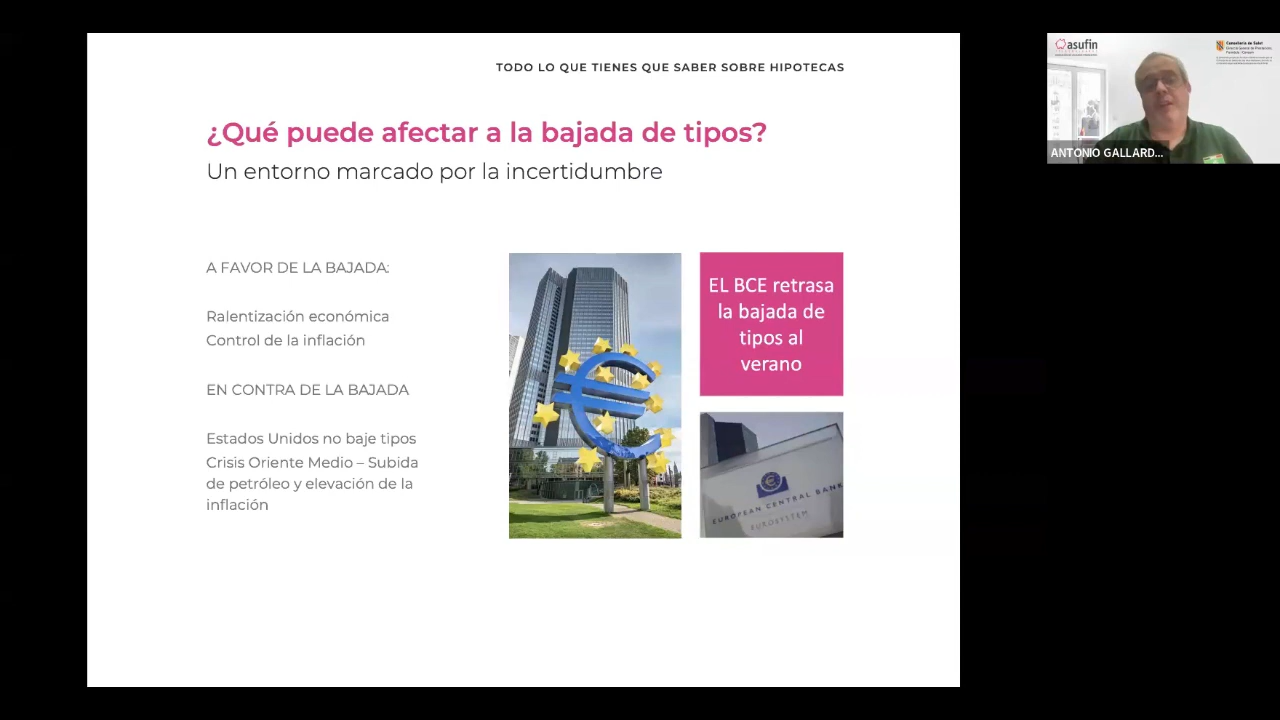 TODO LO QUE TIENES QUE SABER SOBRE HIPOTECAS
¿Qué puede afectar a la bajada de tipos?
Un entorno marcado por la incertidumbre
A FAVOR DE LA BAJADA:
Ralentización económica
Control de la inflación
EN CONTRA DE LA BAJADA
Estados Unidos no baje tipos
Crisis Oriente Medio – Subida
de petróleo y elevación de la
inflación
EL BCE retrasa
la bajada de
tipos al
verano
EUROPEAN CENTRAL BANK
EUROSYSTEM
asufin
Conselleria de Salut
ANTONIO GALLARD...